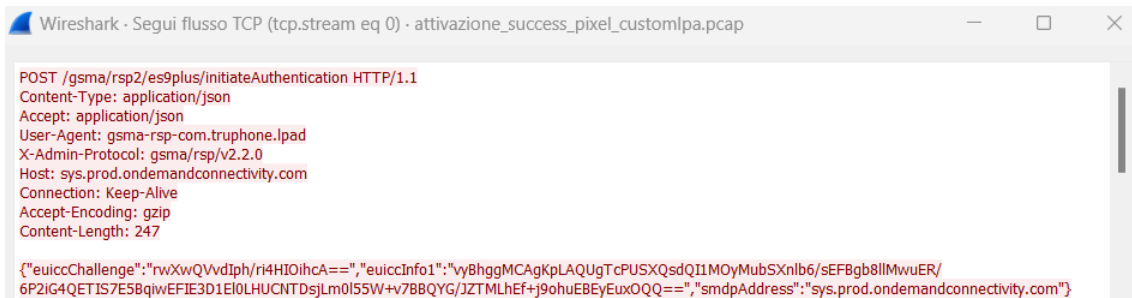 Wireshark · Segui flusso TCP (tcp.stream eq 0) · attivazione_success_pixel_customlpa.pcap
POST /gsma/rsp2/es9plus/initiateAuthentication HTTP/1.1
Content-Type: application/json
Accept: application/json
User-Agent: gsma-rsp-com.truphone.lpad
X-Admin-Protocol: gsma/rsp/v2.2.0
Host: sys.prod.ondemandconnectivity.com
Connection: Keep-Alive
Accept-Encoding: gzip
Content-Length: 247
{"euiccChallenge":"rwXwQVvdIph/ri4HIOihcA==","euiccInfo1":"vyBhggMCAgKpLAQUgTcPUSXQsdQI1MOyMubSXnlb6/sEFBgb8llMwuER/
6P2iG4QETIS7E5BqiwEFIE3D1El0LHUCNTDsjLm0l55W+v7BBQYG/JZTMLhEf+j9ohuEBEyEuxOQQ==","smdpAddress":"sys.prod.ondemandconnectivity.com"}